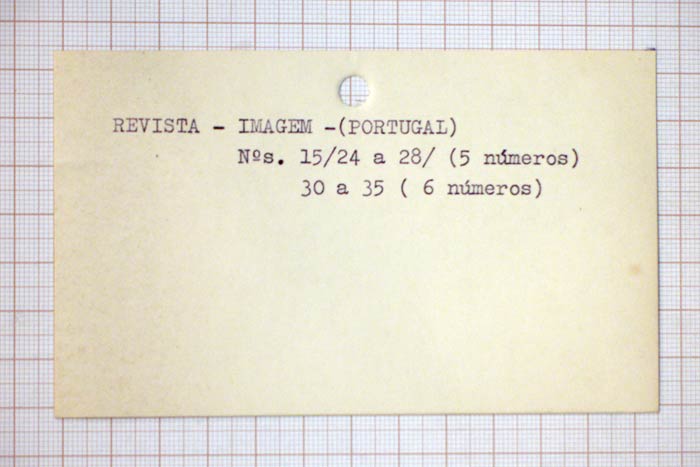 REVISTA - IMAGEM -(PORTUGAL)
Nºs. 15/24 a 28/ (5 números)
30 a 35 ( 6 números)